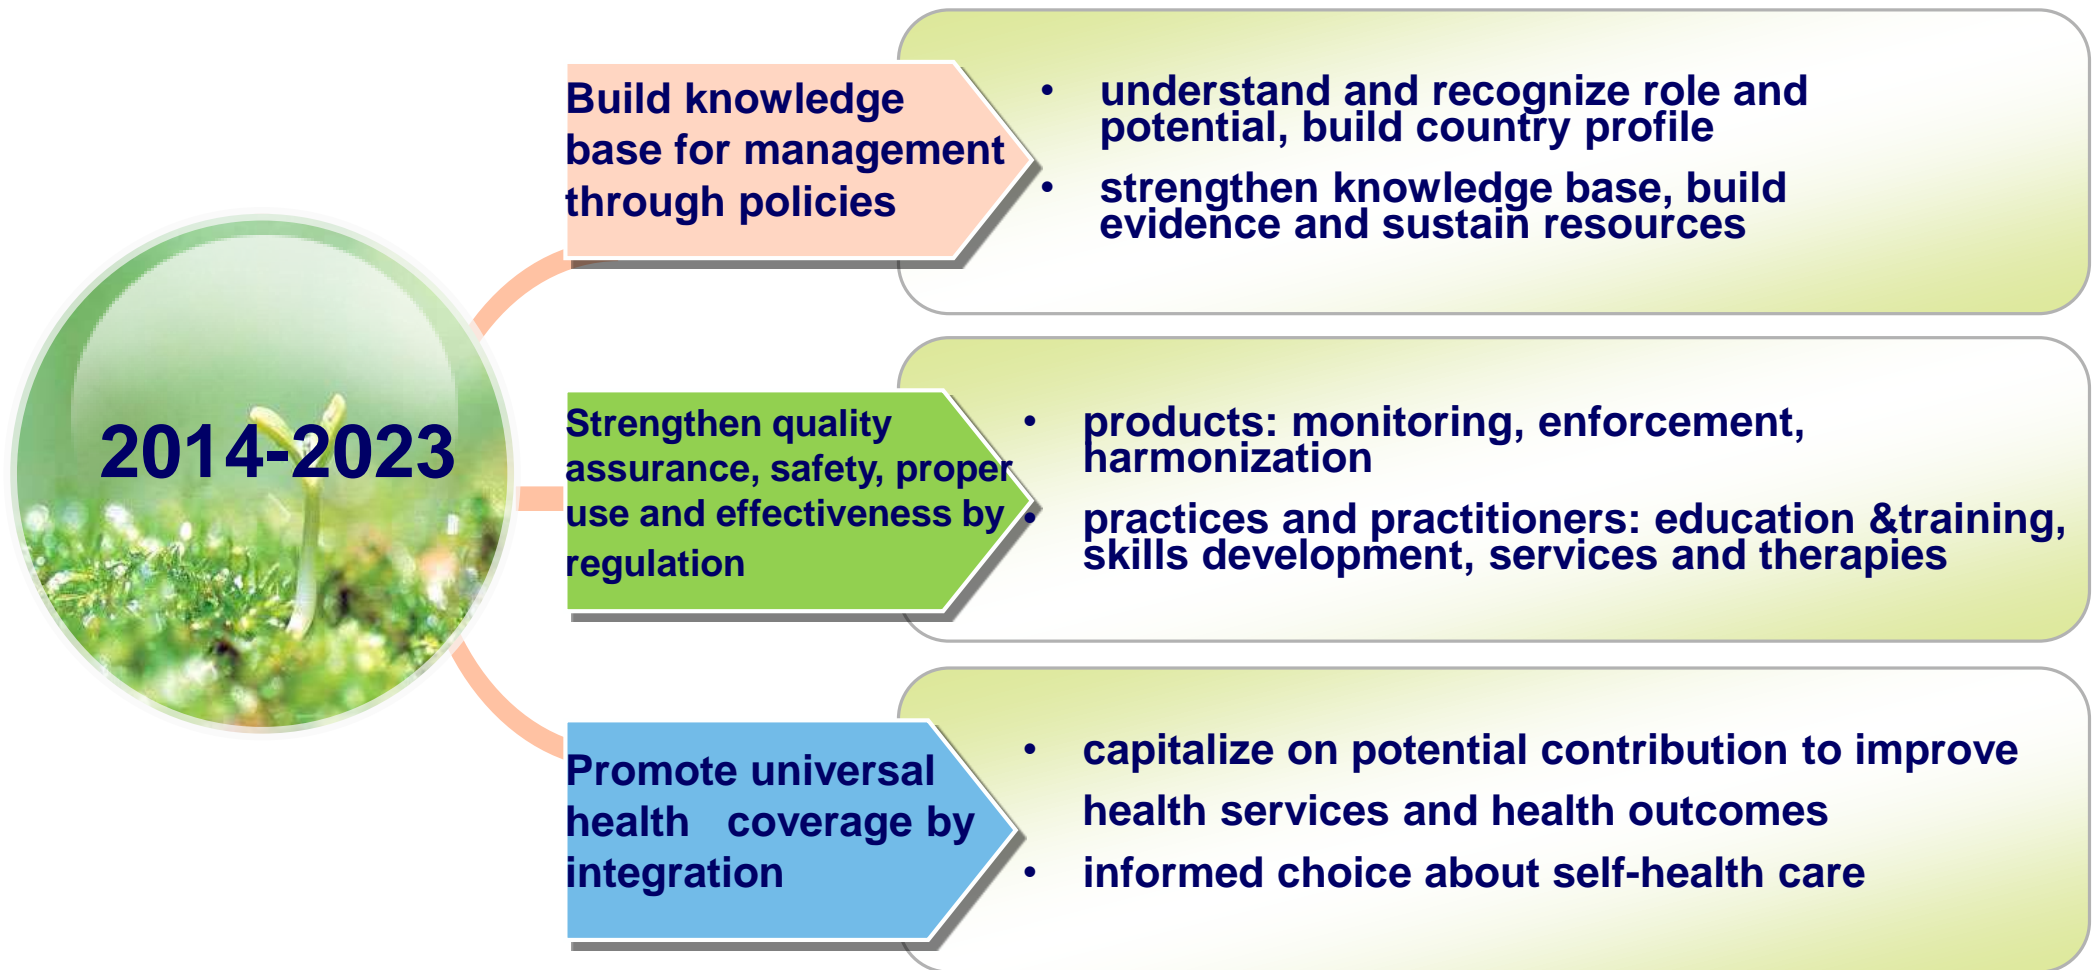 2014-2023
Build knowledge
base for management
through policies
• understand and recognize role and
potential, build country profile
• strengthen knowledge base, build
evidence and sustain resources
Strengthen quality
assurance, safety, proper
use and effectiveness by
regulation
• products: monitoring, enforcement,
harmonization
• practices and practitioners: education &training,
skills development, services and therapies
Promote universal
health coverage by
integration
• capitalize on potential contribution to improve
health services and health outcomes
• informed choice about self-health care